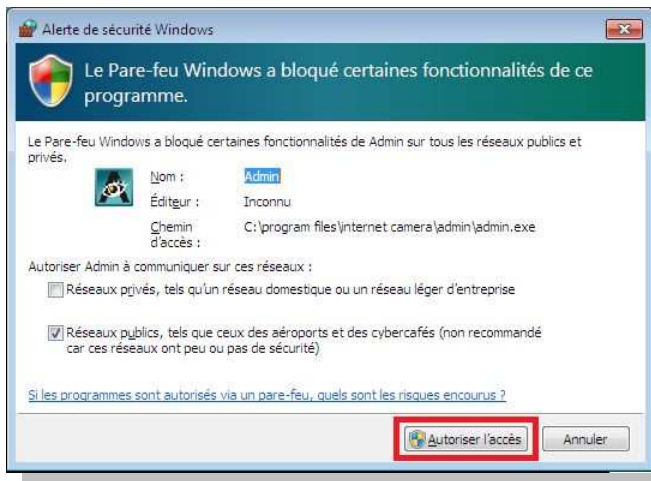 Alerte de sécurité Windows
Le Pare-feu Windows a bloqué certaines fonctionnalités de ce
programme.
Le Pare-feu Windows a bloqué certaines fonctionnalités de Admin sur tous les réseaux publics et
privés.
Nom : Admin
Éditeur : Inconnu
Chemin C:\program files\internet camera\admin\admin.exe
d'accès :
Autoriser Admin à communiquer sur ces réseaux :
Réseaux privés, tels qu'un réseau domestique ou un réseau léger d'entreprise
Réseaux publics, tels que ceux des aéroports et des cybercafés (non recommandé
car ces réseaux ont peu ou pas de sécurité)
Si les programmes sont autorisés via un pare-feu, quels sont les risques encourus ?
Autoriser l'accès Annuler